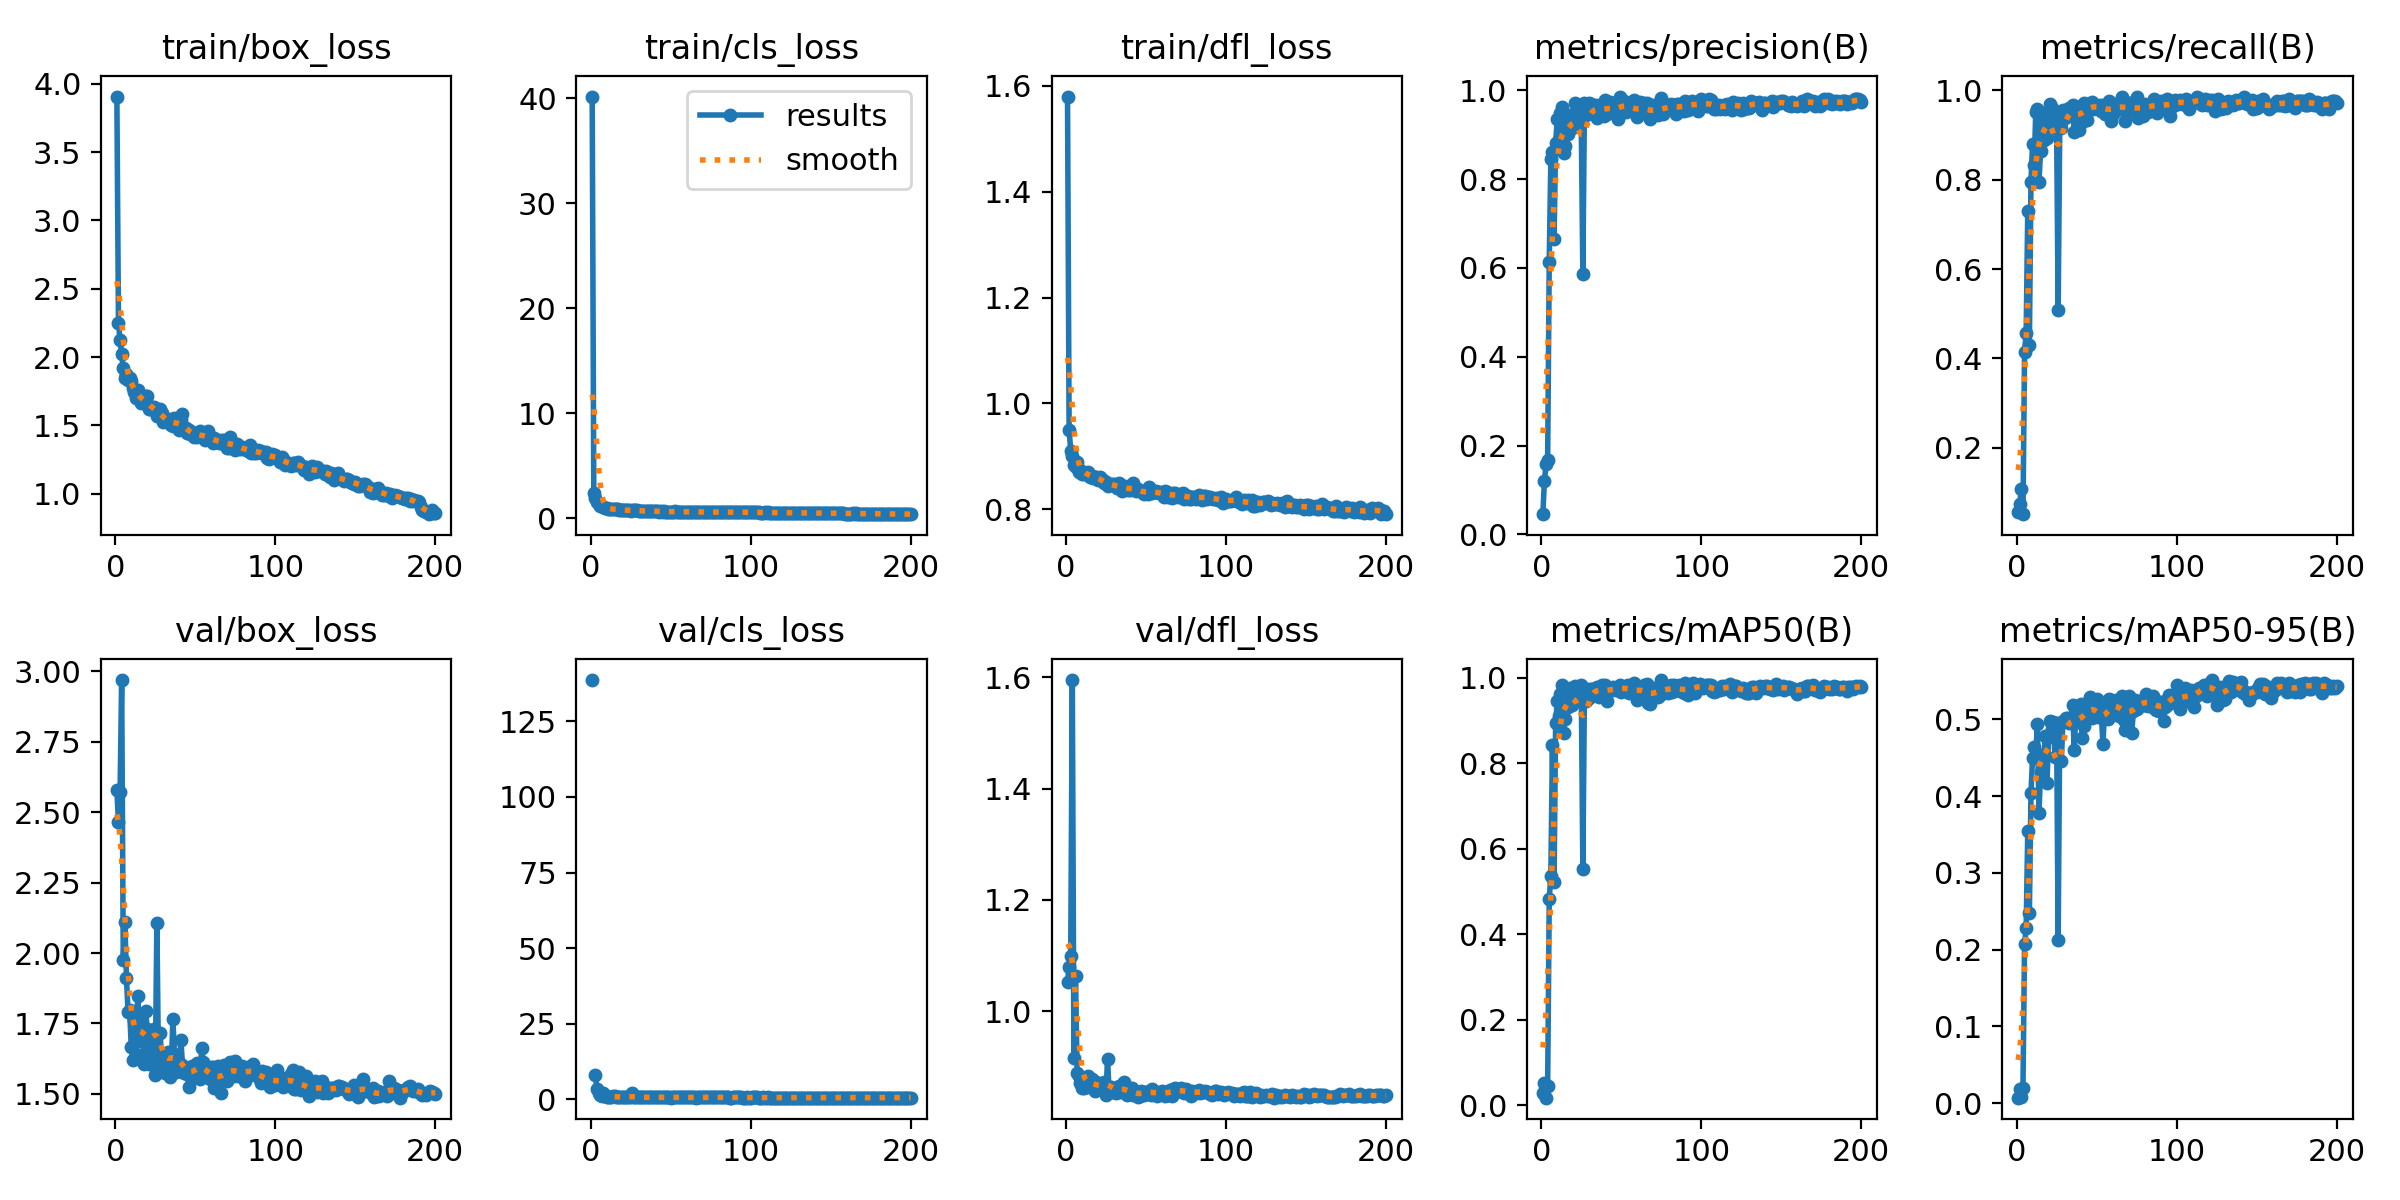 train/box_loss
4.0
3.5
3.0
2.5
2.0
1.5
1.0
0 100 200
train/cls_loss
40
30
20
10
0
results
smooth
0 100 200
train/dfl_loss
1.6
1.4
1.2
1.0
0.8
0 100 200
metrics/precision(B)
1.0
0.8
0.6
0.4
0.2
0.0
0 100 200
metrics/recall(B)
1.0
0.8
0.6
0.4
0.2
0 100 200
val/box_loss
3.00
2.75
2.50
2.25
2.00
1.75
1.50
0 100 200
val/cls_loss
125
100
75
50
25
0
0 100 200
val/dfl_loss
1.6
1.4
1.2
1.0
0 100 200
metrics/mAP50(B)
1.0
0.8
0.6
0.4
0.2
0.0
0 100 200
metrics/mAP50-95(B)
0.5
0.4
0.3
0.2
0.1
0.0
0 100 200